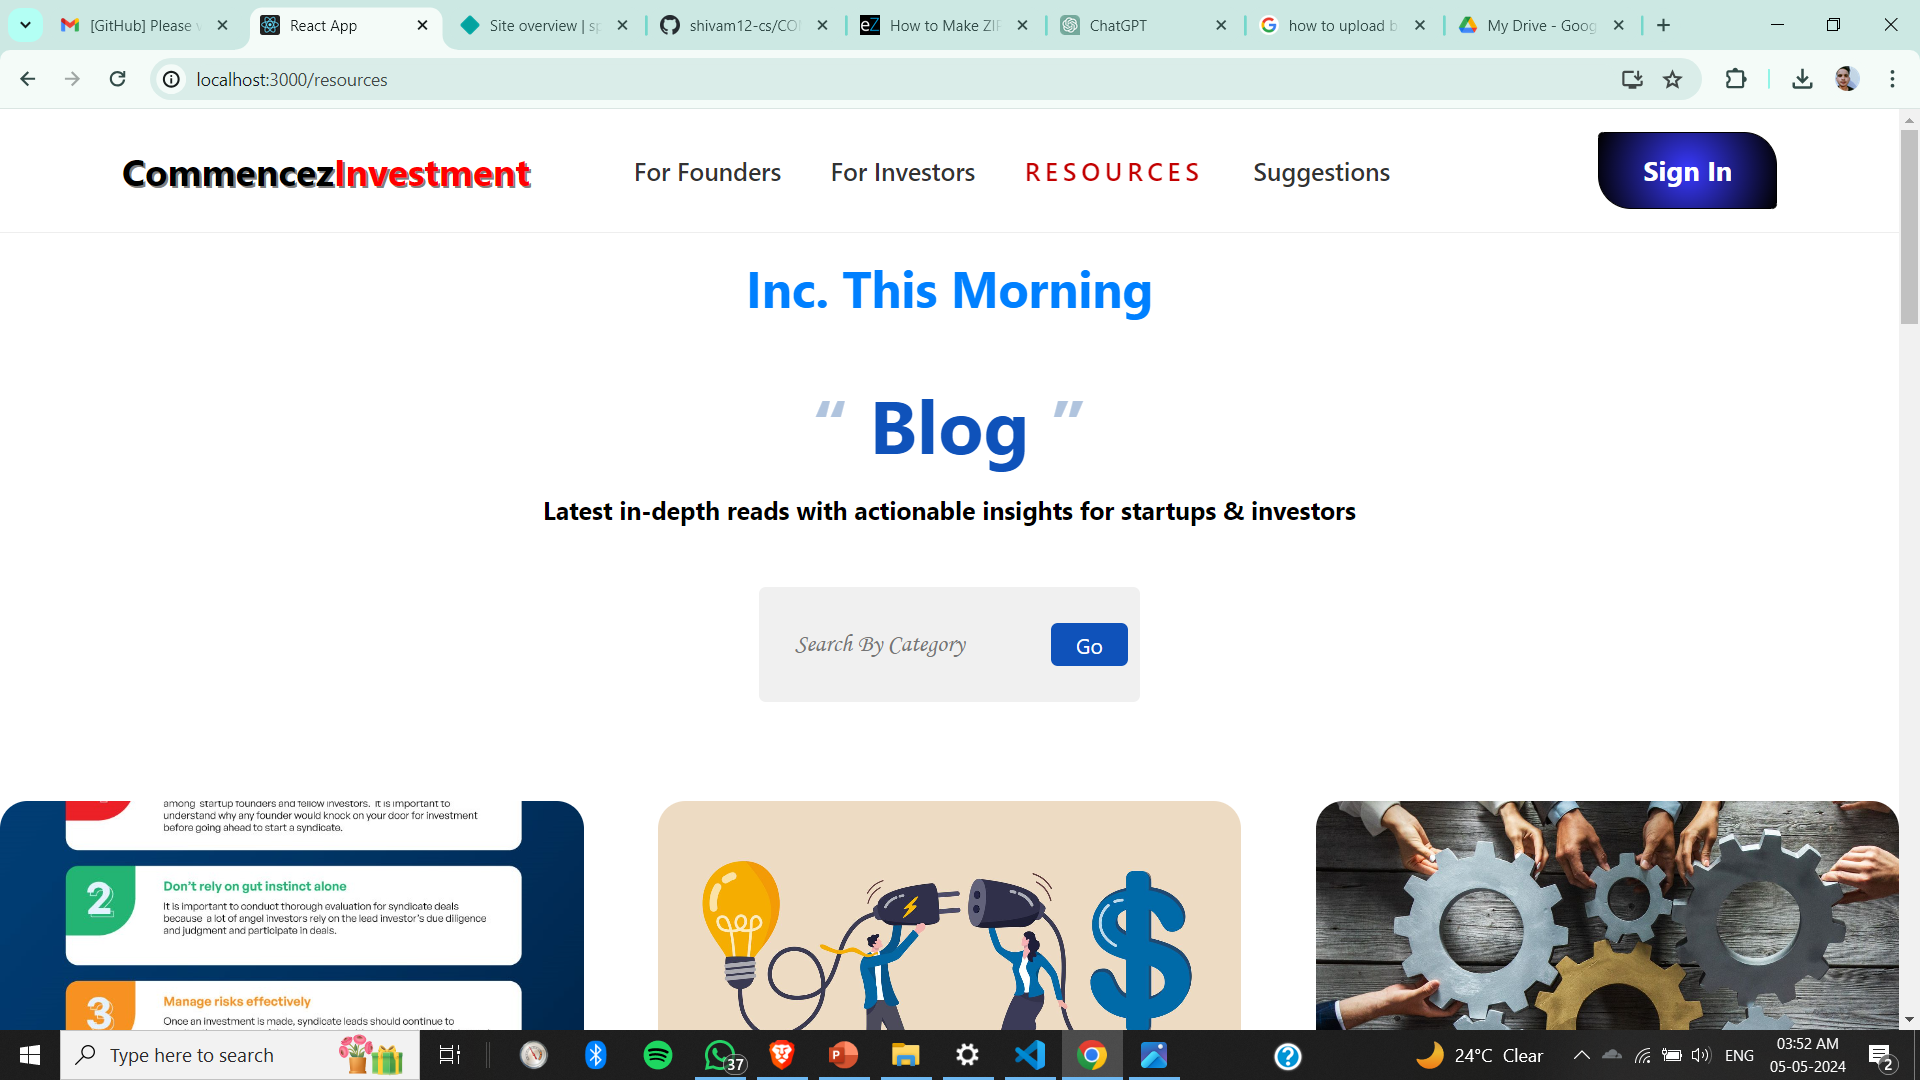 [GitHub] Please
React App
Site overview | sp
shivam12-cs/CO
How to Make ZIP
ChatGPT
how to upload b
My Drive - Goog
localhost:3000/resources
CommencezInvestment
For Founders
For Investors
RESOURCES
Suggestions
Sign In
Inc. This Morning
“ Blog ”
Latest in-depth reads with actionable insights for startups & investors
Search By Category
Go
among startup founders and fellow investors. It is important to
understand why any founder would knock on your door for investment
before going ahead to start a syndicate.
2
Don't rely on gut instinct alone
It is important to conduct thorough evaluation for syndicate deals
because a lot of angel investors rely on the lead investor's due diligence
and judgment and participate in deals.
3
Manage risks effectively
Once an investment is made, syndicate leads should continue to
Type here to search
37
24°C Clear
ENG
03:52 AM
05-05-2024
2